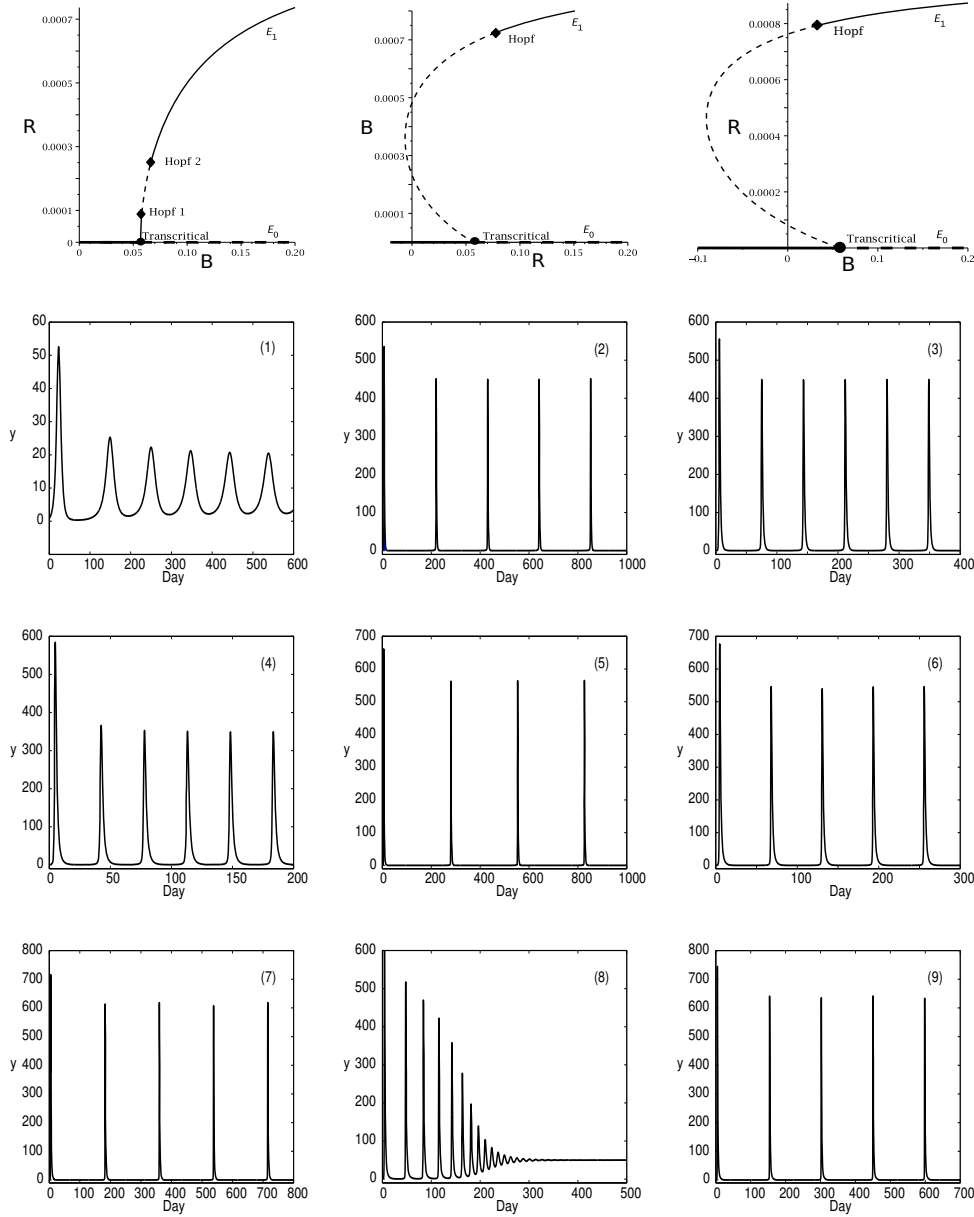 0.0007
0.0005
0.0003
0.0001
0
R
Hopf 2
Hopf 1
Transcritical
E0
E1
0.00
0.05
0.10
0.15
0.20
B
0.0007
0.0005
0.0003
0.0001
B
Hopf
E1
Transcritical
E0
0.00
0.05
0.10
0.15
0.20
R
0.0008
0.0006
0.0004
0.0002
R
Hopf
E1
Transcritical
E0
−0.1
0
0.1
0.2
B
60
50
40
30
20
10
0
y
(1)
0 100 200 300 400 500 600
Day
600
500
400
300
200
100
0
y
(2)
0 200 400 600 800 1000
Day
600
500
400
300
200
100
0
y
(3)
0 100 200 300 400
Day
600
500
400
300
200
100
0
y
(4)
0 50 100 150 200
Day
700
600
500
400
300
200
100
0
y
(5)
0 200 400 600 800 1000
Day
700
600
500
400
300
200
100
0
y
(6)
0 100 200 300
Day
800
700
600
500
400
300
200
100
0
y
(7)
0 100 200 300 400 500 600 700 800
Day
600
500
400
300
200
100
0
y
(8)
0 100 200 300 400 500
Day
800
700
600
500
400
300
200
100
0
y
(9)
0 100 200 300 400 500 600 700
Day